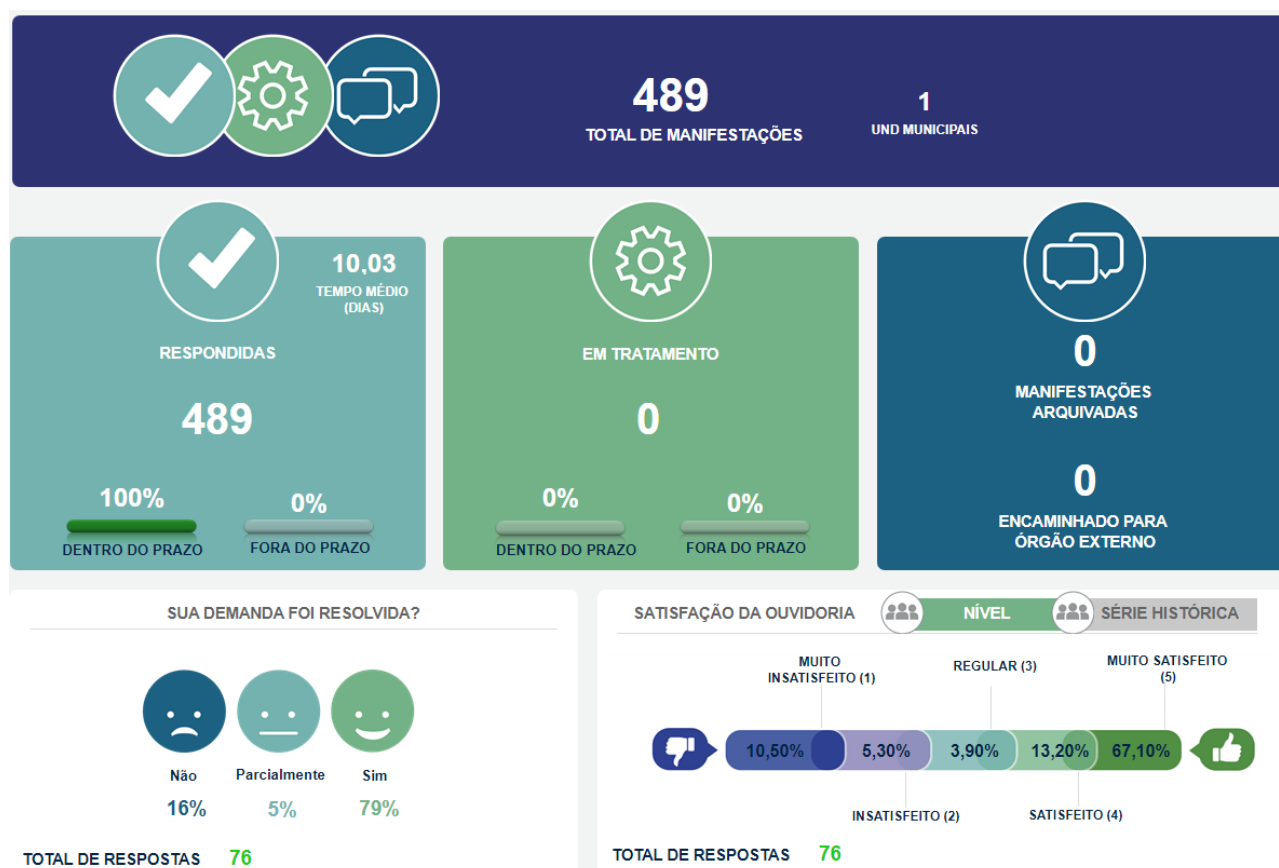 489
TOTAL DE MANIFESTAÇÕES
1
UND MUNICIPAIS
10,03
TEMPO MÉDIO
(DIAS)
RESPONDIDAS
489
100%
DENTRO DO PRAZO
0%
FORA DO PRAZO
EM TRATAMENTO
0
0%
DENTRO DO PRAZO
0%
FORA DO PRAZO
0
MANIFESTAÇÕES
ARQUIVADAS
0
ENCAMINHADO PARA
ÓRGÃO EXTERNO
SUA DEMANDA FOI RESOLVIDA?
Não
16%
Parcialmente
5%
Sim
79%
TOTAL DE RESPOSTAS 76
SATISFAÇÃO DA OUVIDORIA
NÍVEL
SÉRIE HISTÓRICA
MUITO
INSATISFEITO (1)
REGULAR (3)
MUITO SATISFEITO
(5)
10,50% 5,30% 3,90% 13,20% 67,10%
INSATISFEITO (2)
SATISFEITO (4)
TOTAL DE RESPOSTAS 76